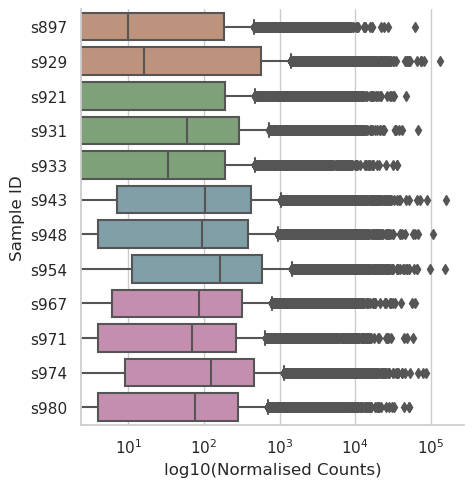 s897
s929
s921
s931
s933
s943
s948
s954
s967
s971
s974
s980
Sample ID
10¹ 10² 10³ 10⁴ 10⁵
log10(Normalised Counts)